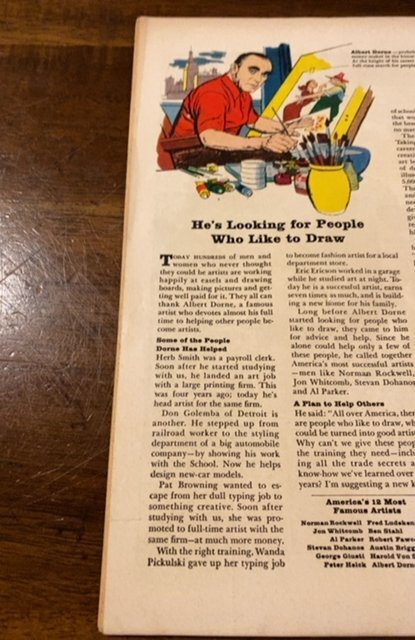 Albert Dorne
He's Looking for People
Who Like to Draw
TODAY HUNDREDS of men and
women who never thought
they could be artists are working
happily at easels and drawing
boards, making pictures and get-
ting well paid for it. They all can
thank Albert Dorne, a famous
artist who devotes almost his full
time to helping other people be-
come artists.
Some of the People
Dorne Has Helped
Herb Smith was a payroll clerk.
Soon after he started studying
with us, he landed an art job
with a large printing firm. This
was four years ago; today he's
head artist for the same firm.
Don Golemba of Detroit is
another. He stepped up from
railroad worker to the styling
department of a big automobile
company—by showing his work
with the School. Now he helps
design new-car models.
Pat Browning wanted to es-
cape from her dull typing job to
something creative. Soon after
studying with us, she was pro-
moted to full-time artist with the
same firm—at much more money.
With the right training, Wanda
Pickulski gave up her typing job
to become fashion artist for a local
department store.
Eric Ericson worked in a garage
while he studied art at night. To-
day he is a successful artist, earns
seven times as much, and is build-
ing a new home for his family.
Long before Albert Dorne
started looking for people who
like to draw, they came to him
for advice and help. Since he
alone could help only a few of
these people, he called together
America's most successful artists
—men like Norman Rockwell,
Jon Whitcomb, Stevan Dohanos
and Al Parker.
A Plan to Help Others
He said: "All over America, ther
are people who like to draw, wh
could be turned into good artis
Why can't we give these peop
the training they need—inclu
ing all the trade secrets a
know-how we've learned over
years? I'm suggesting a new k
America's 12 Most
Famous Artists
Norman Rockwell
Jon Whitcomb
Al Parker
Stevan Dohanos
George Giusti
Peter Helck
Fred Ludeken
Ben Stahl
Robert Fawc
Austin Brigg
Harold Von S
Albert Dorn